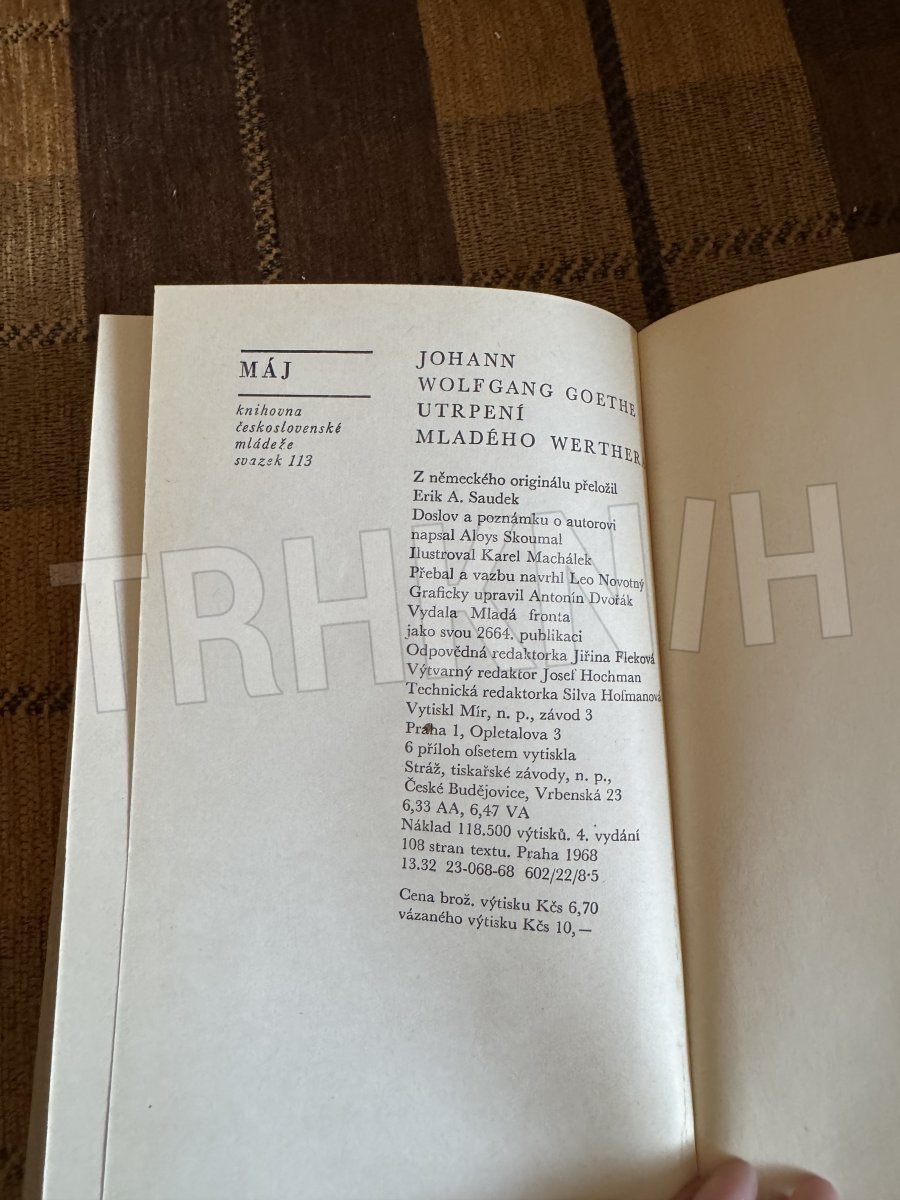 MÁJ
knihovna
československé
mládeže
svazek 113
JOHANN
WOLFGANG GOETHE
UTRPENÍ
MLADÉHO WERTHER
Z německého originálu přeložil
Erik A. Saudek
Doslov a poznámku o autorovi
napsal Aloys Skoumal
Ilustroval Karel Machálek
Přebal a vazbu navrhl Leo Novotný
Graficky upravil Antonín Dvořák
Vydala Mladá fronta
jako svou 2664. publikaci
Odpovědná redaktorka Jiřina Fleková
Výtvarný redaktor Josef Hochman
Technická redaktorka Silva Hofmanová
Vytiskl Mír, n. p., závod 3
Praha 1, Opletalova 3
6 příloh ofsetem vytiskla
Stráž, tiskařské závody, n. p.,
České Budějovice, Vrbenská 23
6,33 AA, 6,47 VA
Náklad 118.500 výtisků. 4. vydání
108 stran textu. Praha 1968
13.32 23-068-68 602/22/8·5
Cena brož. výtisku Kčs 6,70
vázaného výtisku Kčs 10,—
TRHKNIH